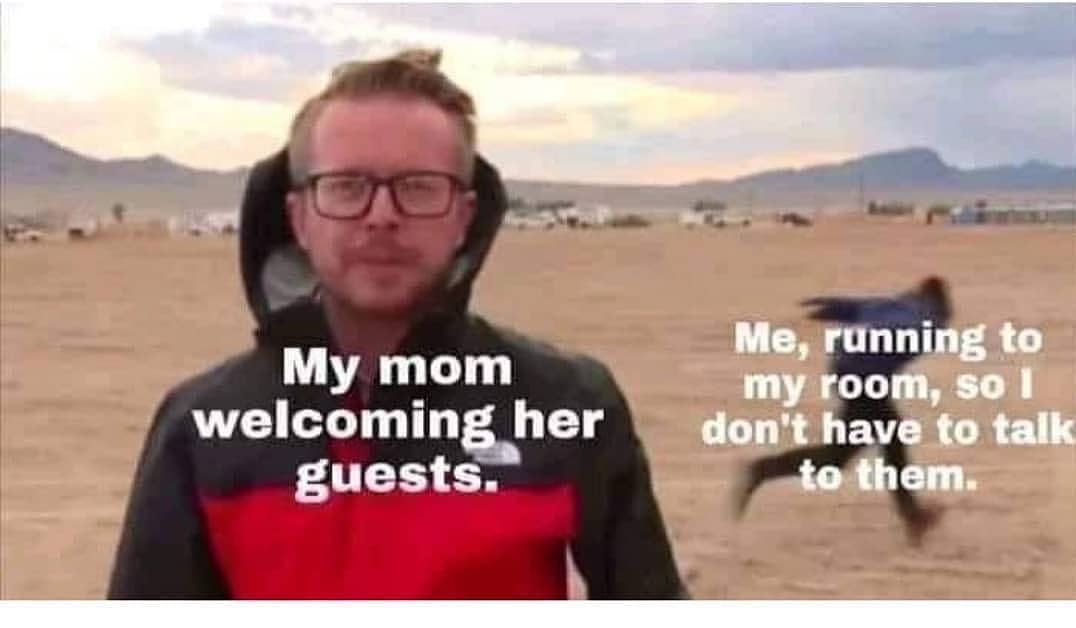 My mom
welcoming her
guests.
Me, running to
my room, so I
don't have to talk
to them.